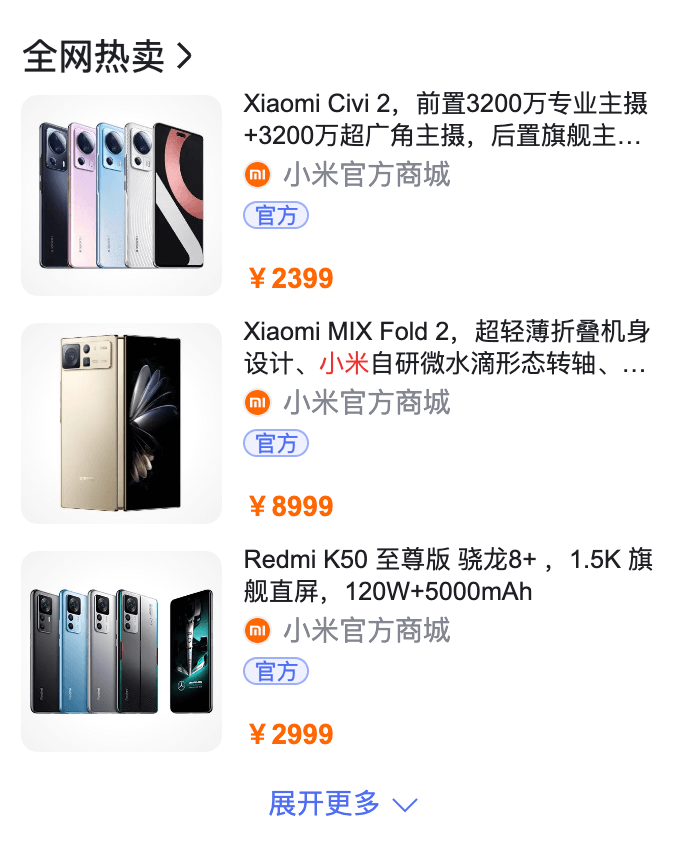 全网热卖
Xiaomi Civi 2，前置3200万专业主摄
+3200万超广角主摄，后置旗舰主…
小米官方商城
官方
￥2399
Xiaomi MIX Fold 2，超轻薄折叠机身
设计、小米自研微水滴形态转轴、…
小米官方商城
官方
￥8999
Redmi K50 至尊版 骁龙8+ ，1.5K 旗
舰直屏，120W+5000mAh
小米官方商城
官方
￥2999
展开更多